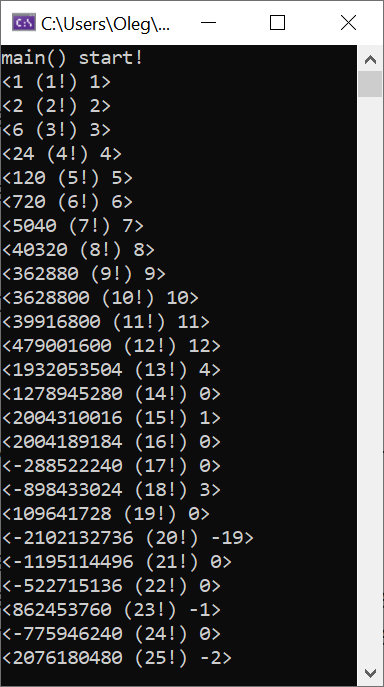 C:\Users\Oleg\...
main() start!
<1 (1!) 1>
<2 (2!) 2>
<6 (3!) 3>
<24 (4!) 4>
<120 (5!) 5>
<720 (6!) 6>
<5040 (7!) 7>
<40320 (8!) 8>
<362880 (9!) 9>
<3628800 (10!) 10>
<39916800 (11!) 11>
<479001600 (12!) 12>
<1932053504 (13!) 4>
<1278945280 (14!) 0>
<2004310016 (15!) 1>
<2004189184 (16!) 0>
<-288522240 (17!) 0>
<-898433024 (18!) 3>
<109641728 (19!) 0>
<-2102132736 (20!) -19>
<-1195114496 (21!) 0>
<-522715136 (22!) 0>
<862453760 (23!) -1>
<-775946240 (24!) 0>
<2076180480 (25!) -2>